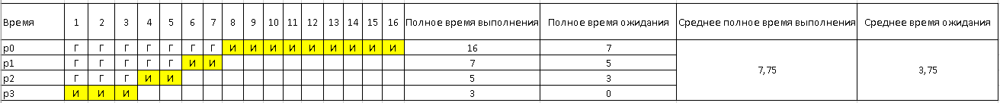 Время 1 2 3 4 5 6 7 8 9 10 11 12 13 14 15 16 Полное время выполнения Полное время ожидания Среднее полное время выполнения Среднее время ожидания
p0 Г Г Г Г Г Г Г И И И И И И И И И 16 7
p1 Г Г Г Г Г И И 7 5
7,75 3,75
p2 Г Г Г И И 5 3
p3 И И И 3 0